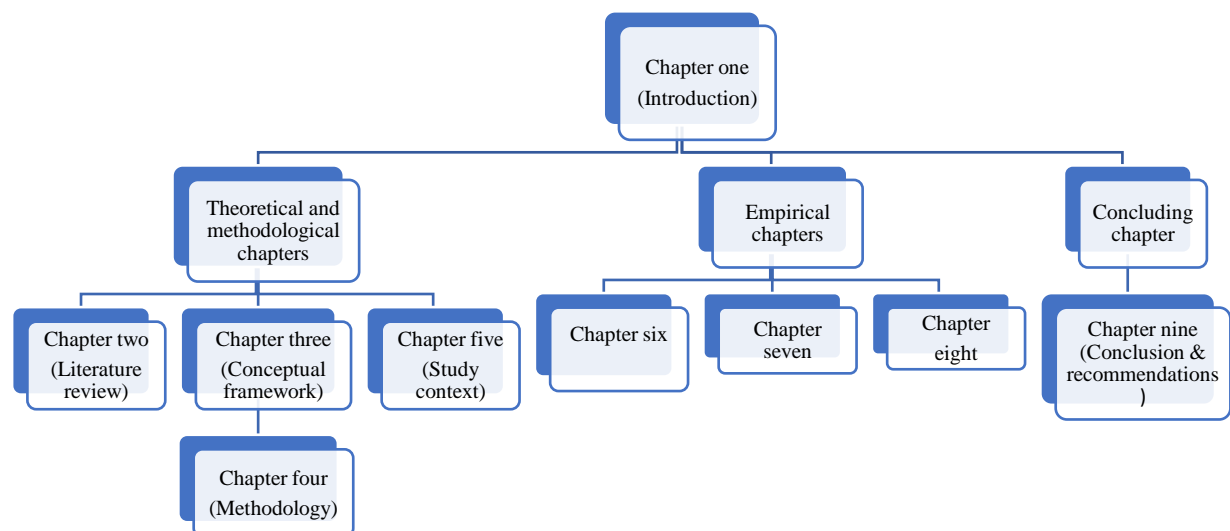 Chapter one
(Introduction)
Theoretical and
methodological
chapters
Empirical
chapters
Concluding
chapter
Chapter two
(Literature
review)
Chapter three
(Conceptual
framework)
Chapter five
(Study
context)
Chapter six
Chapter
seven
Chapter
eight
Chapter nine
(Conclusion &
recommendations
)
Chapter four
(Methodology)